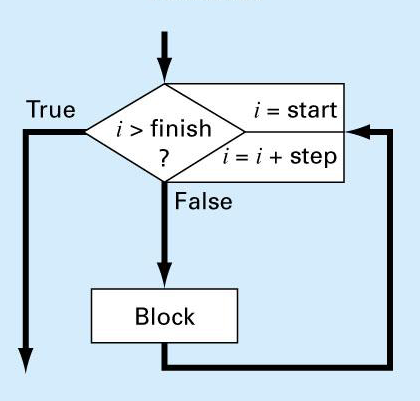 True
i > finish
?
i = start
i = i + step
False
Block